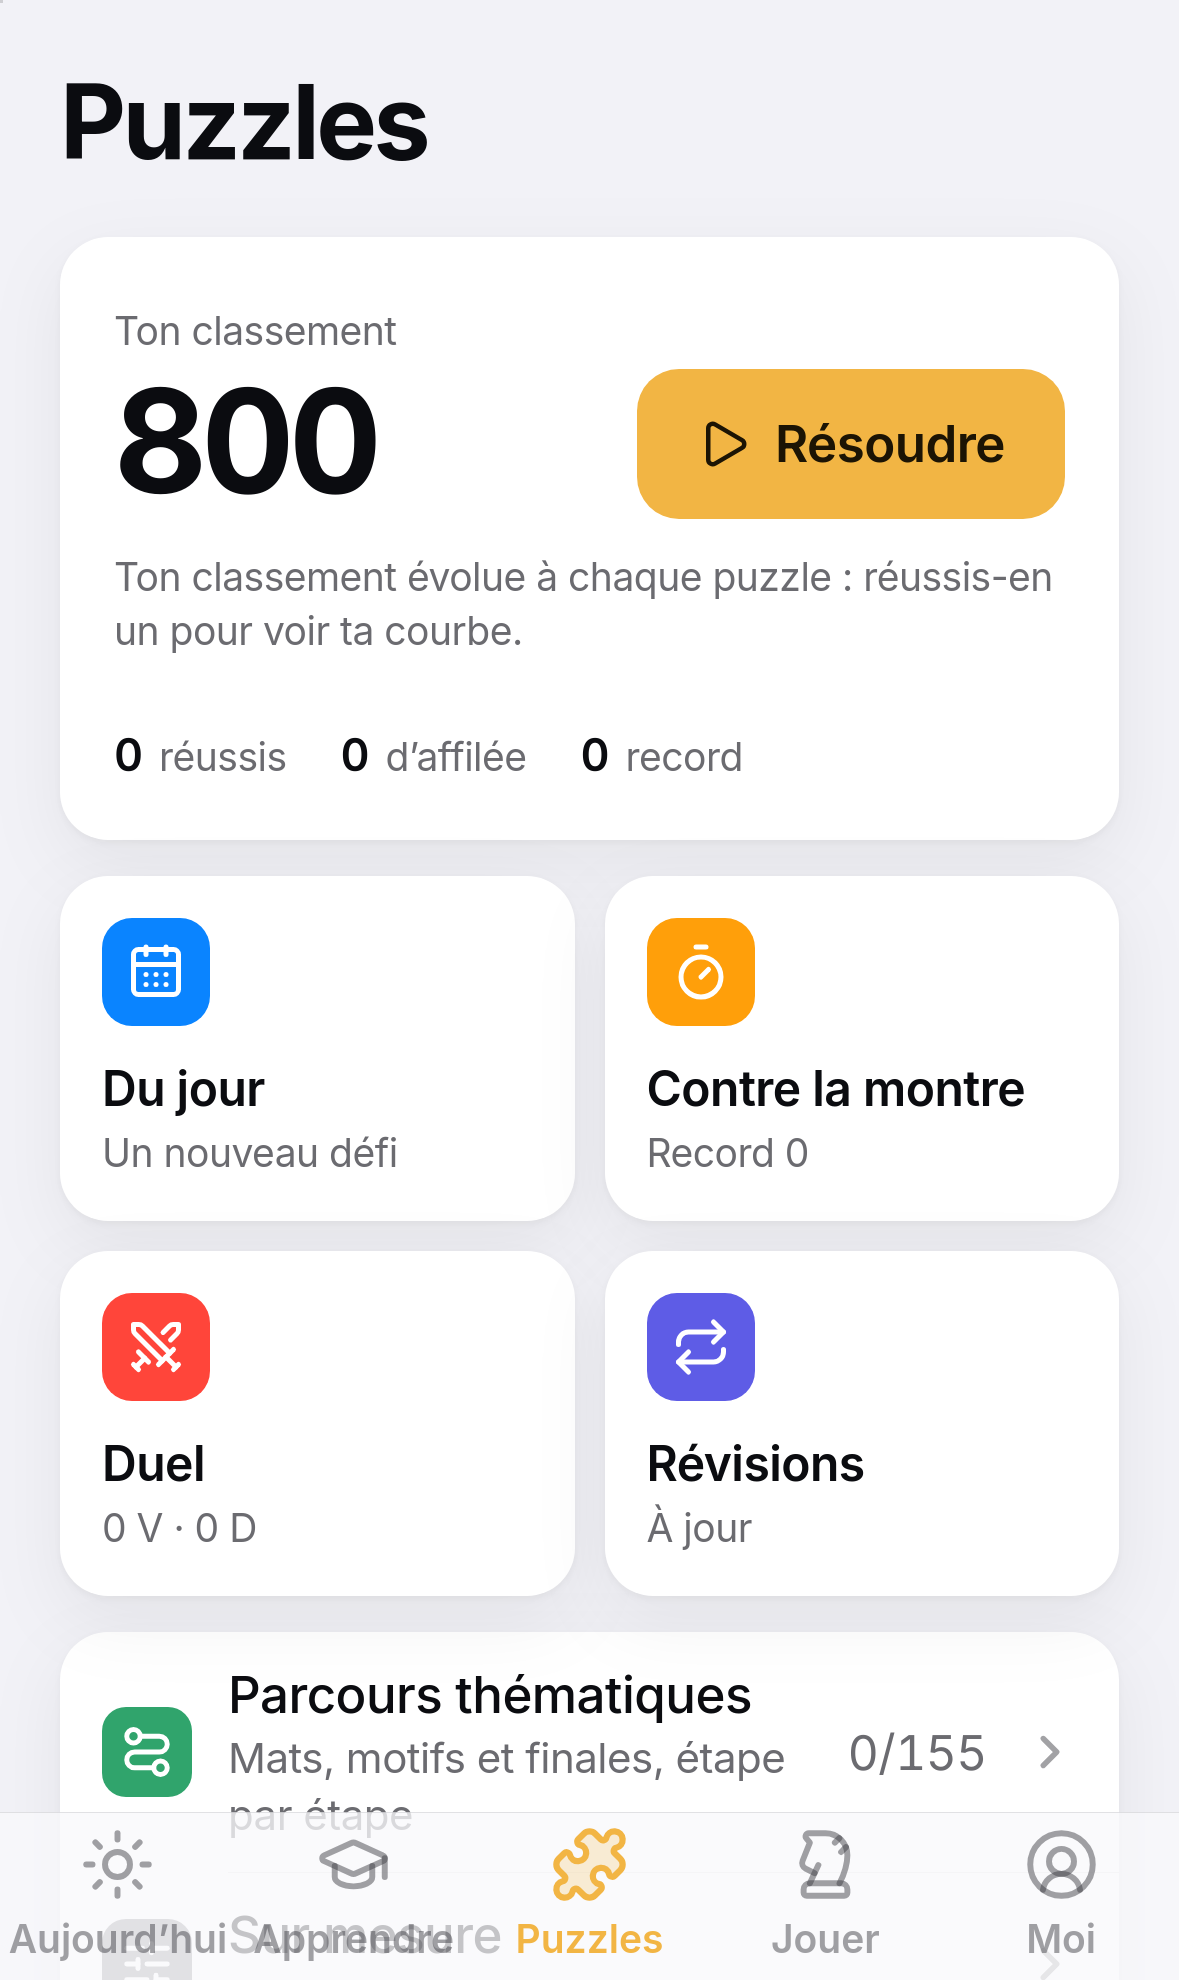 Puzzles
Ton classement
800
Résoudre
Ton classement évolue à chaque puzzle : réussis-en
un pour voir ta courbe.
0 réussis 0 d’affilée 0 record
Du jour
Un nouveau défi
Contre la montre
Record 0
Duel
0 V · 0 D
Révisions
À jour
Parcours thématiques
Mats, motifs et finales, étape
par étape
0/155
Sur mesure
Aujourd’hui Apprendre Puzzles Jouer Moi